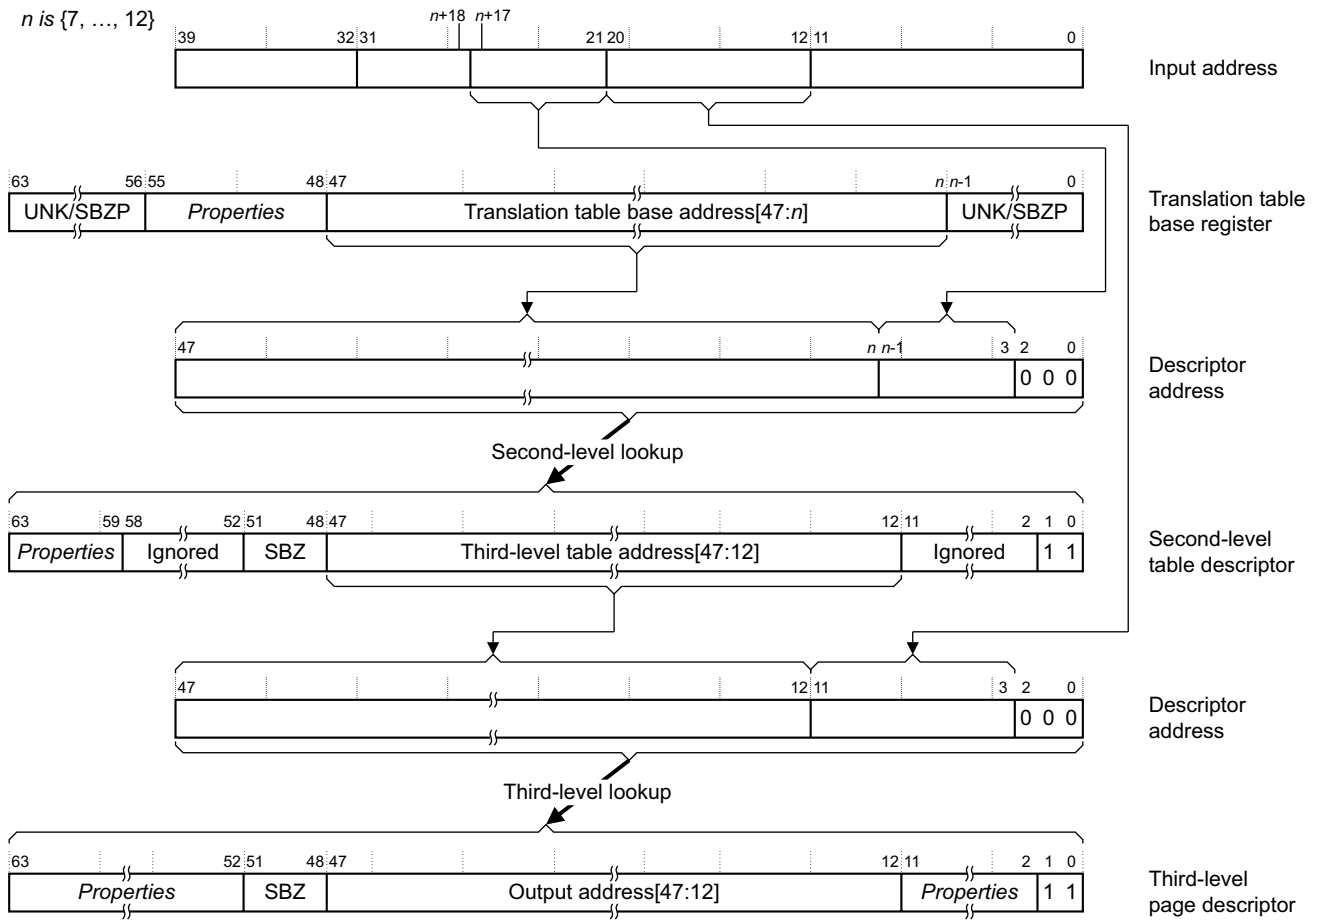 n is {7, …, 12}
n+18 n+17
39 32 31 21 20 12 11 0
Input address
63 56 55 48 47 n n-1 0
UNK/SBZP Properties Translation table base address[47:n] UNK/SBZP
Translation table
base register
47 n n-1 3 2 0
0 0 0
Descriptor
address
Second-level lookup
63 59 58 52 51 48 47 12 11 2 1 0
Properties Ignored SBZ Third-level table address[47:12] Ignored 1 1
Second-level
table descriptor
47 12 11 3 2 0
0 0 0
Descriptor
address
Third-level lookup
63 52 51 48 47 12 11 2 1 0
Properties SBZ Output address[47:12] Properties 1 1
Third-level
page descriptor